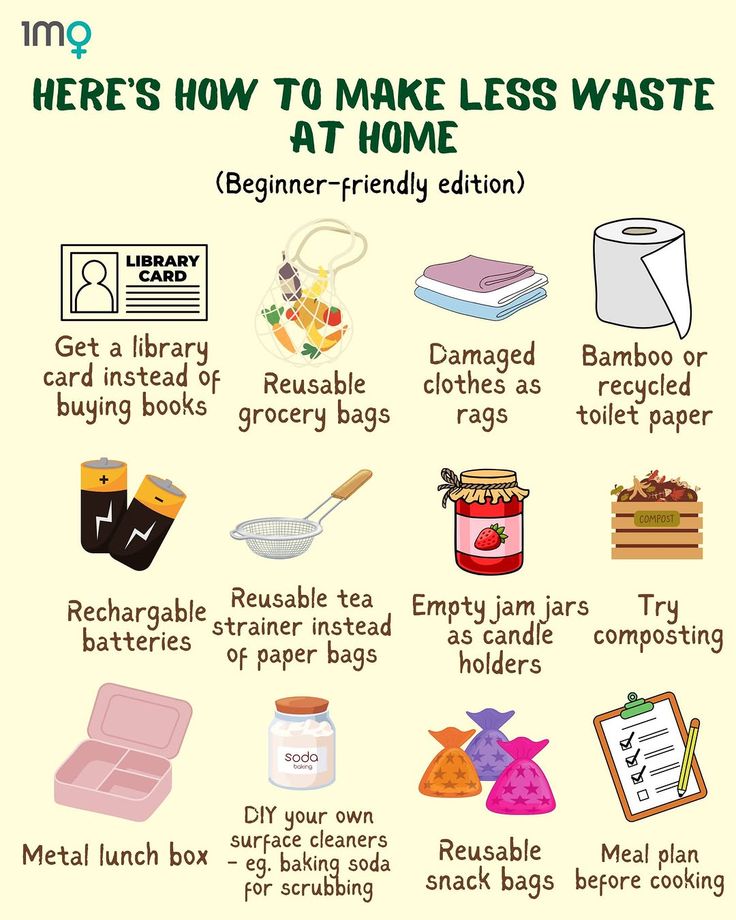 1M
HERE'S HOW TO MAKE LESS WASTE
AT HOME
(Beginner-friendly edition)
LIBRARY
CARD
Get a library
card instead of
buying books
Reusable
grocery bags
Damaged
clothes as
rags
Bamboo or
recycled
toilet paper
+
-
Rechargable
batteries
Reusable tea
strainer instead
of paper bags
Empty jam jars
as candle
holders
COMPOST
Try
composting
Metal lunch box
soda
baking
DIY your own
surface cleaners
- eg. baking soda
for scrubbing
Reusable
snack bags
Meal plan
before cooking